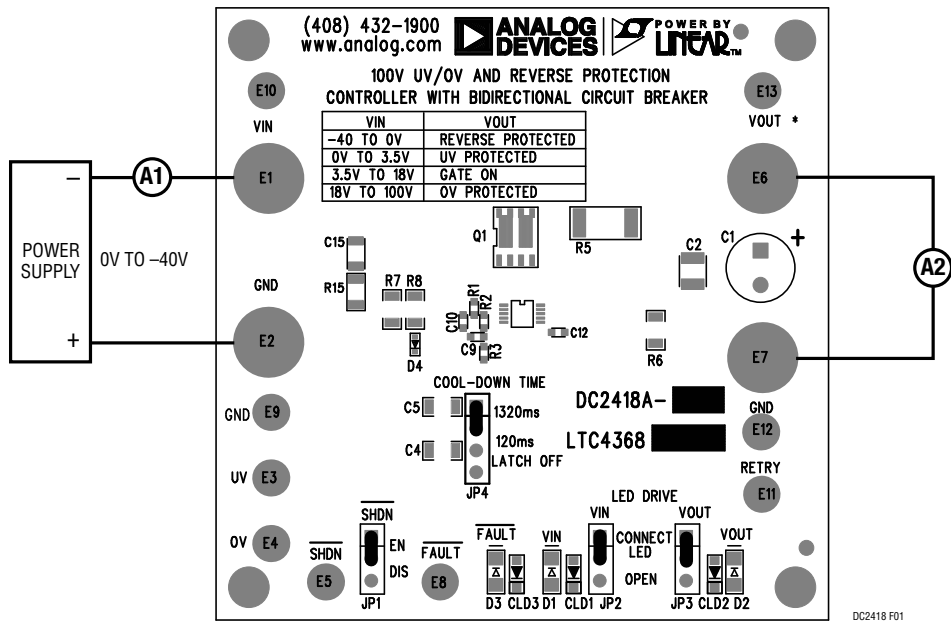 (408) 432-1900
www.analog.com
ANALOG DEVICES
POWER BY
LINEAR™
100V UV/OV AND REVERSE PROTECTION
CONTROLLER WITH BIDIRECTIONAL CIRCUIT BREAKER
E10
E13
VIN
VOUT *
VIN VOUT
-40 TO 0V REVERSE PROTECTED
0V TO 3.5V UV PROTECTED
3.5V TO 18V GATE ON
18V TO 100V OV PROTECTED
A1
E1
E6
POWER SUPPLY
–
+
0V TO –40V
A2
Q1
R5
C2
C1
+
C15
R15
R7
R8
GND
R1
R2
C10
C9
R3
C12
D4
R6
E2
E7
COOL-DOWN TIME
C5
1320ms
C4
120ms
LATCH OFF
JP4
DC2418A-
LTC4368
GND
E12
GND E9
UV E3
RETRY
E11
OV E4
SHDN
E5
SHDN
EN
DIS
JP1
FAULT
E8
FAULT
D3
CLD3
VIN
D1
CLD1
LED DRIVE
VIN
CONNECT LED
OPEN
JP2
VOUT
JP3
CLD2
VOUT
D2
DC2418 F01